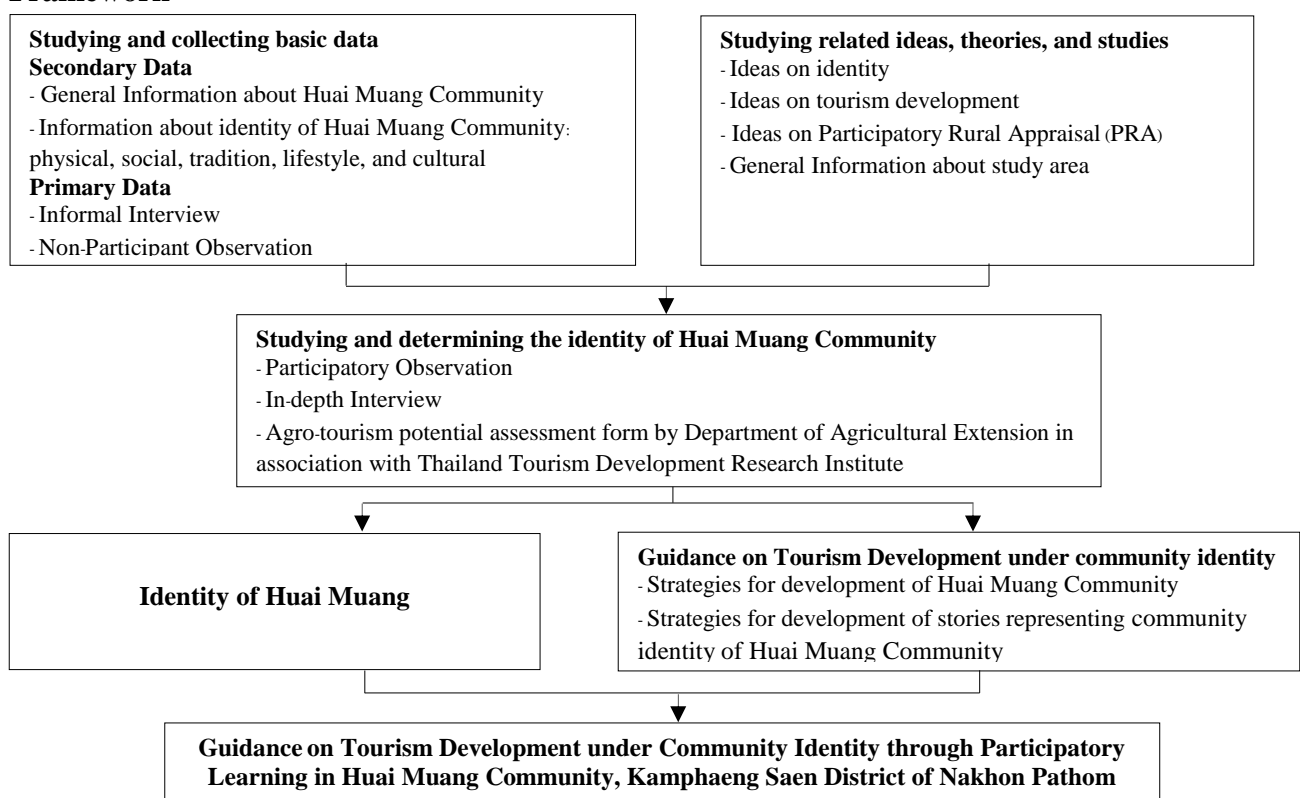 Studying and collecting basic data
Secondary Data
- General Information about Huai Muang Community
- Information about identity of Huai Muang Community:
physical, social, tradition, lifestyle, and cultural
Primary Data
- Informal Interview
- Non-Participant Observation
Studying related ideas, theories, and studies
- Ideas on identity
- Ideas on tourism development
- Ideas on Participatory Rural Appraisal (PRA)
- General Information about study area
Studying and determining the identity of Huai Muang Community
- Participatory Observation
- In-depth Interview
- Agro-tourism potential assessment form by Department of Agricultural Extension in
association with Thailand Tourism Development Research Institute
Identity of Huai Muang
Guidance on Tourism Development under community identity
- Strategies for development of Huai Muang Community
- Strategies for development of stories representing community
identity of Huai Muang Community
Guidance on Tourism Development under Community Identity through Participatory
Learning in Huai Muang Community, Kamphaeng Saen District of Nakhon Pathom